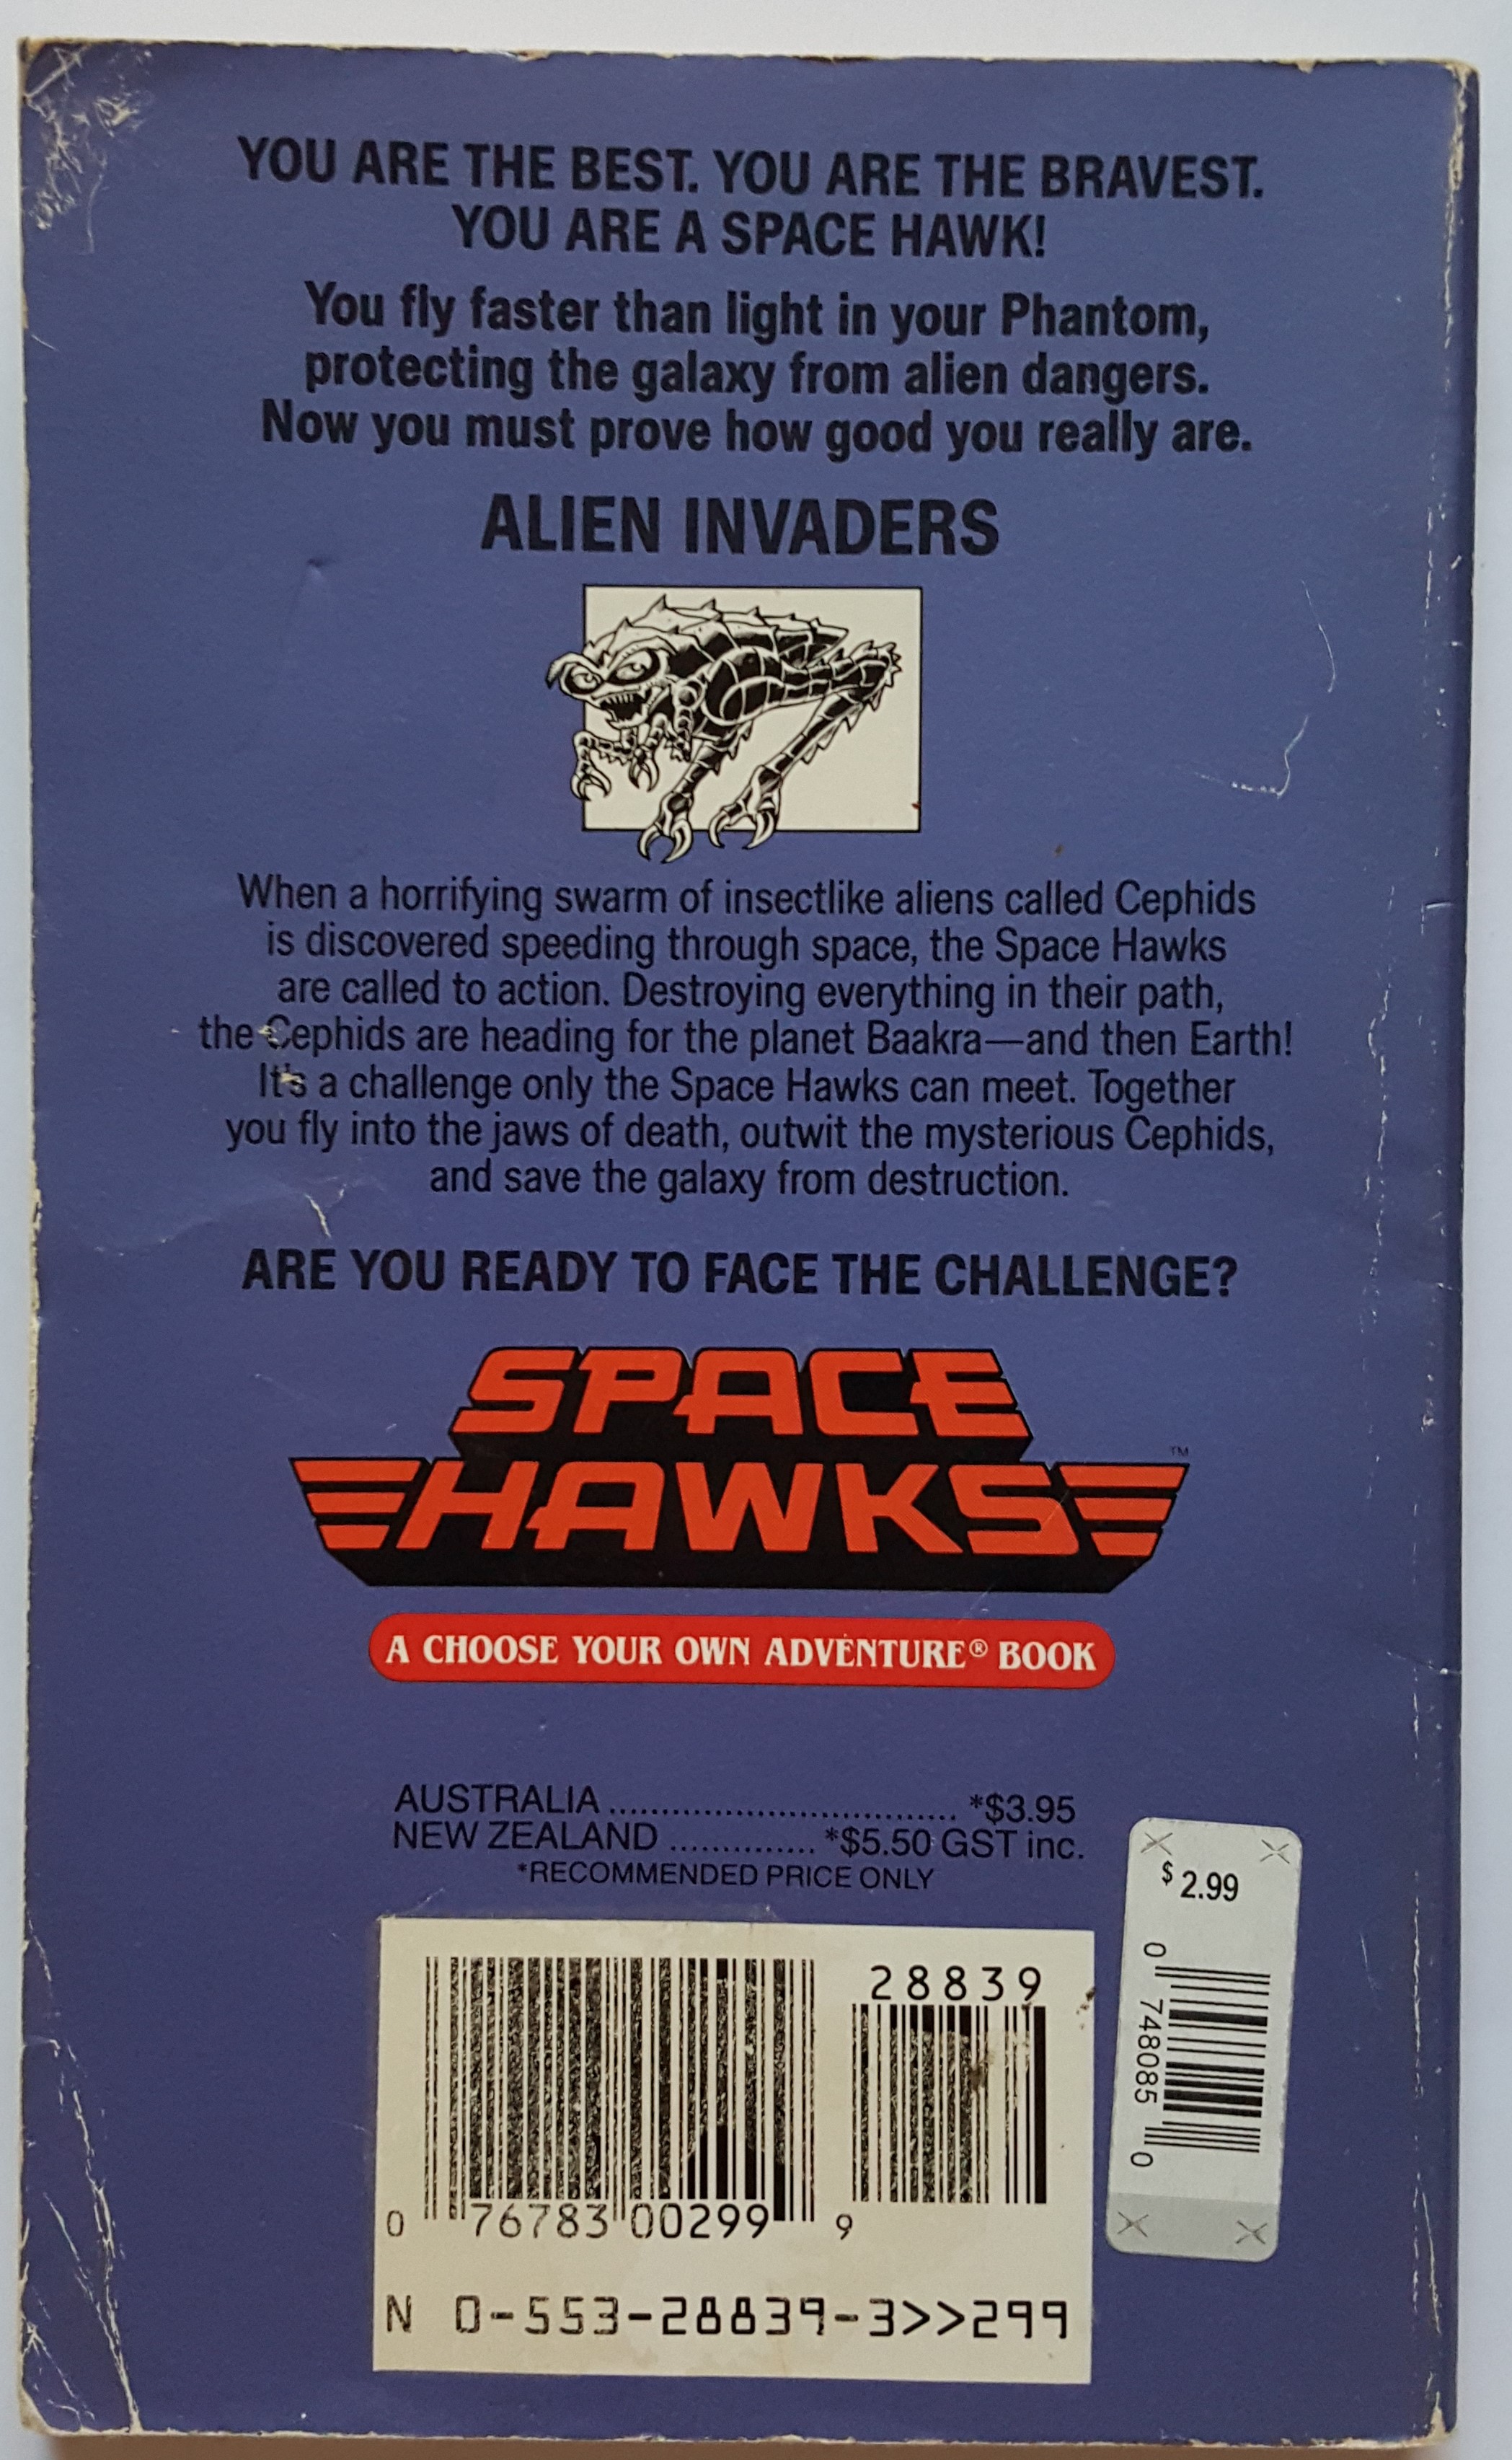 YOU ARE THE BEST. YOU ARE THE BRAVEST.
YOU ARE A SPACE HAWK!
You fly faster than light in your Phantom,
protecting the galaxy from alien dangers.
Now you must prove how good you really are.
ALIEN INVADERS
When a horrifying swarm of insectlike aliens called Cephids
is discovered speeding through space, the Space Hawks
are called to action. Destroying everything in their path,
the Cephids are heading for the planet Baakra—and then Earth!
It's a challenge only the Space Hawks can meet. Together
you fly into the jaws of death, outwit the mysterious Cephids,
and save the galaxy from destruction.
ARE YOU READY TO FACE THE CHALLENGE?
SPACE
HAWKS™
A CHOOSE YOUR OWN ADVENTURE® BOOK
AUSTRALIA .................................. *$3.95
NEW ZEALAND .............. *$5.50 GST inc.
*RECOMMENDED PRICE ONLY
$ 2.99
0 748085 0
28839
0 76783 00299 9
N 0-553-28839-3>>299